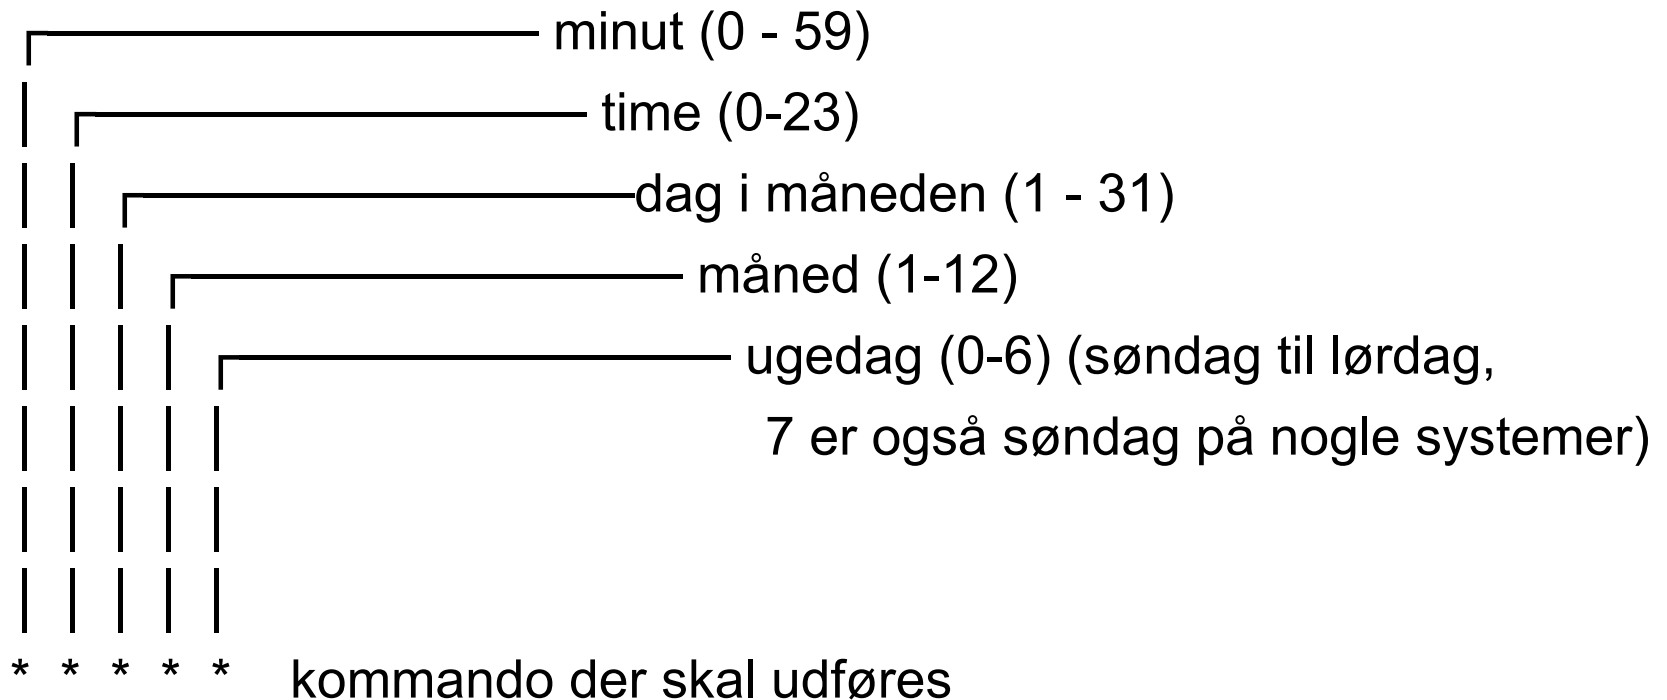 minut (0 - 59)
time (0-23)
dag i måneden (1 - 31)
måned (1-12)
ugedag (0-6) (søndag til lørdag,
7 er også søndag på nogle systemer)
* * * * * kommando der skal udføres